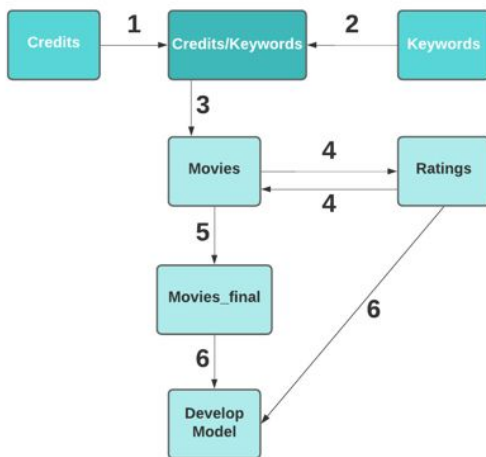 Credits
1
Credits/Keywords
2
Keywords
3
Movies
4
4
Ratings
5
Movies_final
6
6
Develop
Model